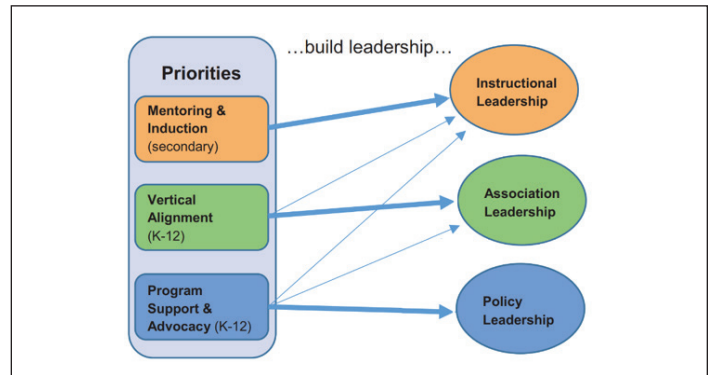 …build leadership…
Priorities
Mentoring &
Induction
(secondary)
Vertical
Alignment
(K-12)
Program
Support &
Advocacy (K-12)
Instructional
Leadership
Association
Leadership
Policy
Leadership